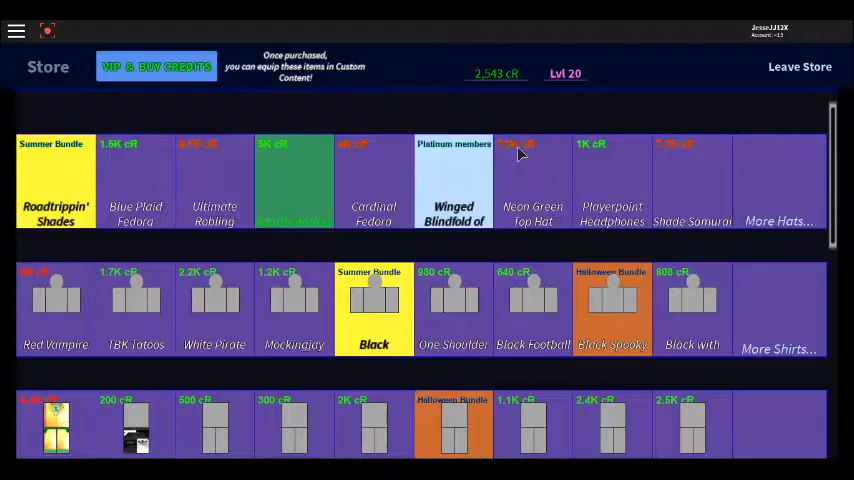 JesseJJ12X
Account: <13
Store
VIP & BUY CREDITS
Once purchased,
you can equip these items in Custom
Content!
2,543 cR
Lvl 20
Leave Store
Summer Bundle
1.5K cR
5K cR
4K cR
Platinum members
1K cR
Roadtrippin'
Shades
Blue Plaid
Fedora
Ultimate
Robling
Cardinal
Fedora
Winged
Blindfold of
Neon Green
Top Hat
Playerpoint
Headphones
Shade Samurai
More Hats...
1.7K cR
2.2K cR
1.2K cR
Summer Bundle
980 cR
640 cR
Halloween Bundle
808 cR
Red Vampire
TBK Tatoos
White Pirate
Mockingjay
Black
One Shoulder
Black Football
Black Spooky
Black with
More Shirts...
200 cR
500 cR
300 cR
2K cR
Halloween Bundle
1.1K cR
2.4K cR
2.5K cR